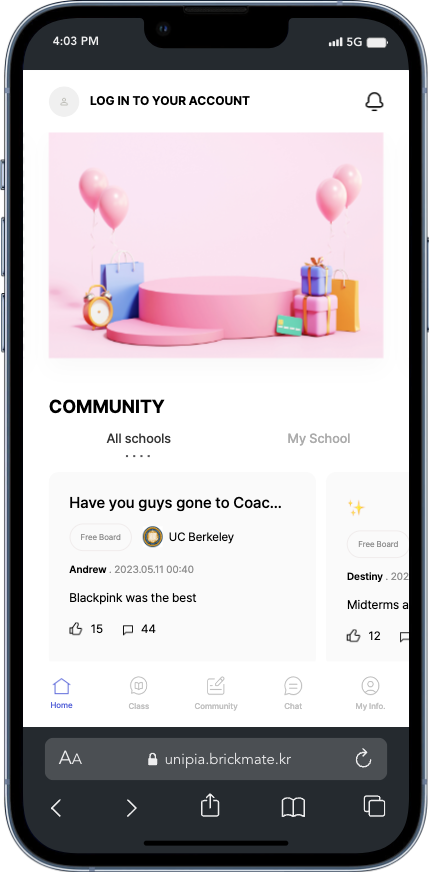 4:03 PM
5G
LOG IN TO YOUR ACCOUNT
COMMUNITY
All schools
My School
Have you guys gone to Coac...
✨
Free Board
UC Berkeley
Free Board
Andrew . 2023.05.11 00:40
Destiny . 202
Blackpink was the best
Midterms a
15
44
12
Home
Class
Community
Chat
My Info.
AA
unipia.brickmate.kr